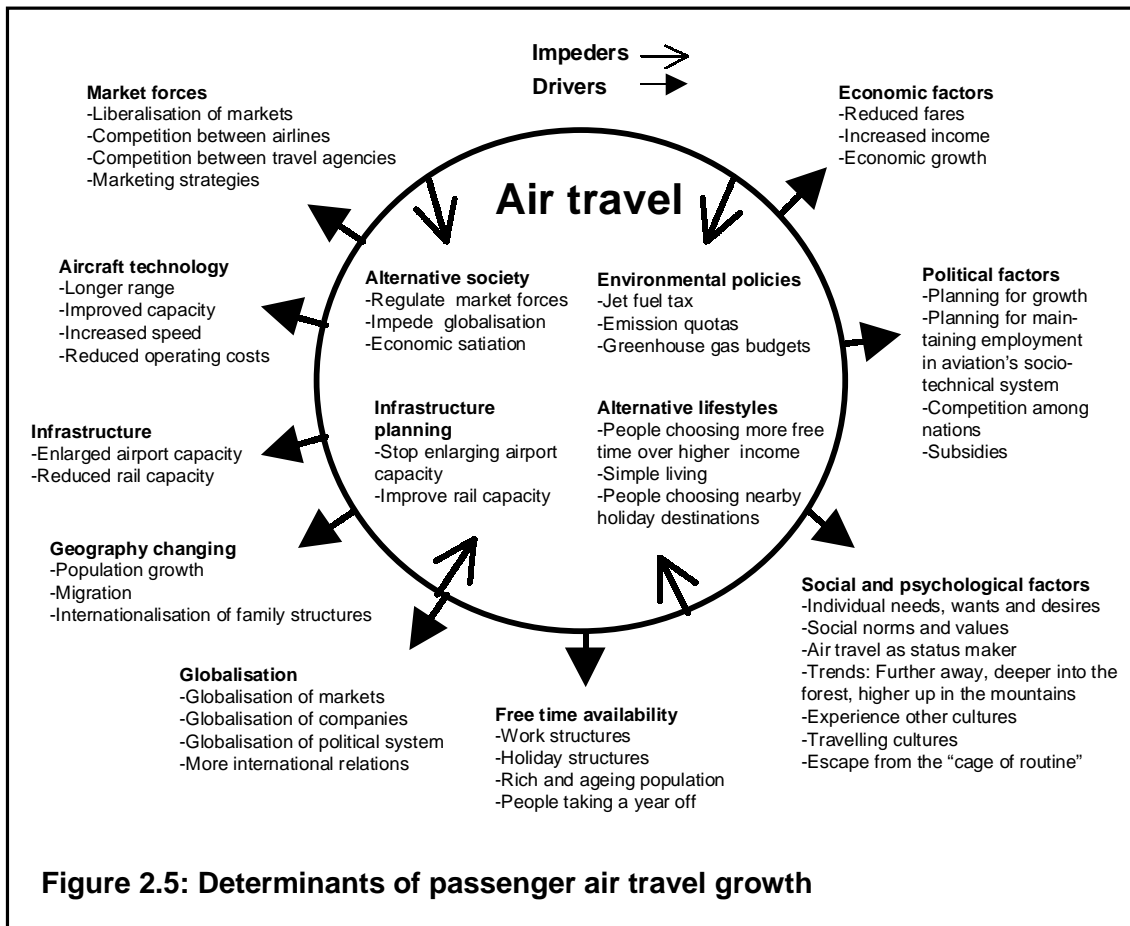 Impeders
Drivers
Market forces
-Liberalisation of markets
-Competition between airlines
-Competition between travel agencies
-Marketing strategies
Economic factors
-Reduced fares
-Increased income
-Economic growth
Air travel
Aircraft technology
-Longer range
-Improved capacity
-Increased speed
-Reduced operating costs
Alternative society
-Regulate market forces
-Impede globalisation
-Economic satiation
Environmental policies
-Jet fuel tax
-Emission quotas
-Greenhouse gas budgets
Political factors
-Planning for growth
-Planning for main-
taining employment
in aviation's socio-
technical system
-Competition among
nations
-Subsidies
Infrastructure
-Enlarged airport capacity
-Reduced rail capacity
Infrastructure
planning
-Stop enlarging airport
capacity
-Improve rail capacity
Alternative lifestyles
-People choosing more free
time over higher income
-Simple living
-People choosing nearby
holiday destinations
Geography changing
-Population growth
-Migration
-Internationalisation of family structures
Social and psychological factors
-Individual needs, wants and desires
-Social norms and values
-Air travel as status maker
-Trends: Further away, deeper into the
forest, higher up in the mountains
-Experience other cultures
-Travelling cultures
-Escape from the “cage of routine”
Globalisation
-Globalisation of markets
-Globalisation of companies
-Globalisation of political system
-More international relations
Free time availability
-Work structures
-Holiday structures
-Rich and ageing population
-People taking a year off
Figure 2.5: Determinants of passenger air travel growth